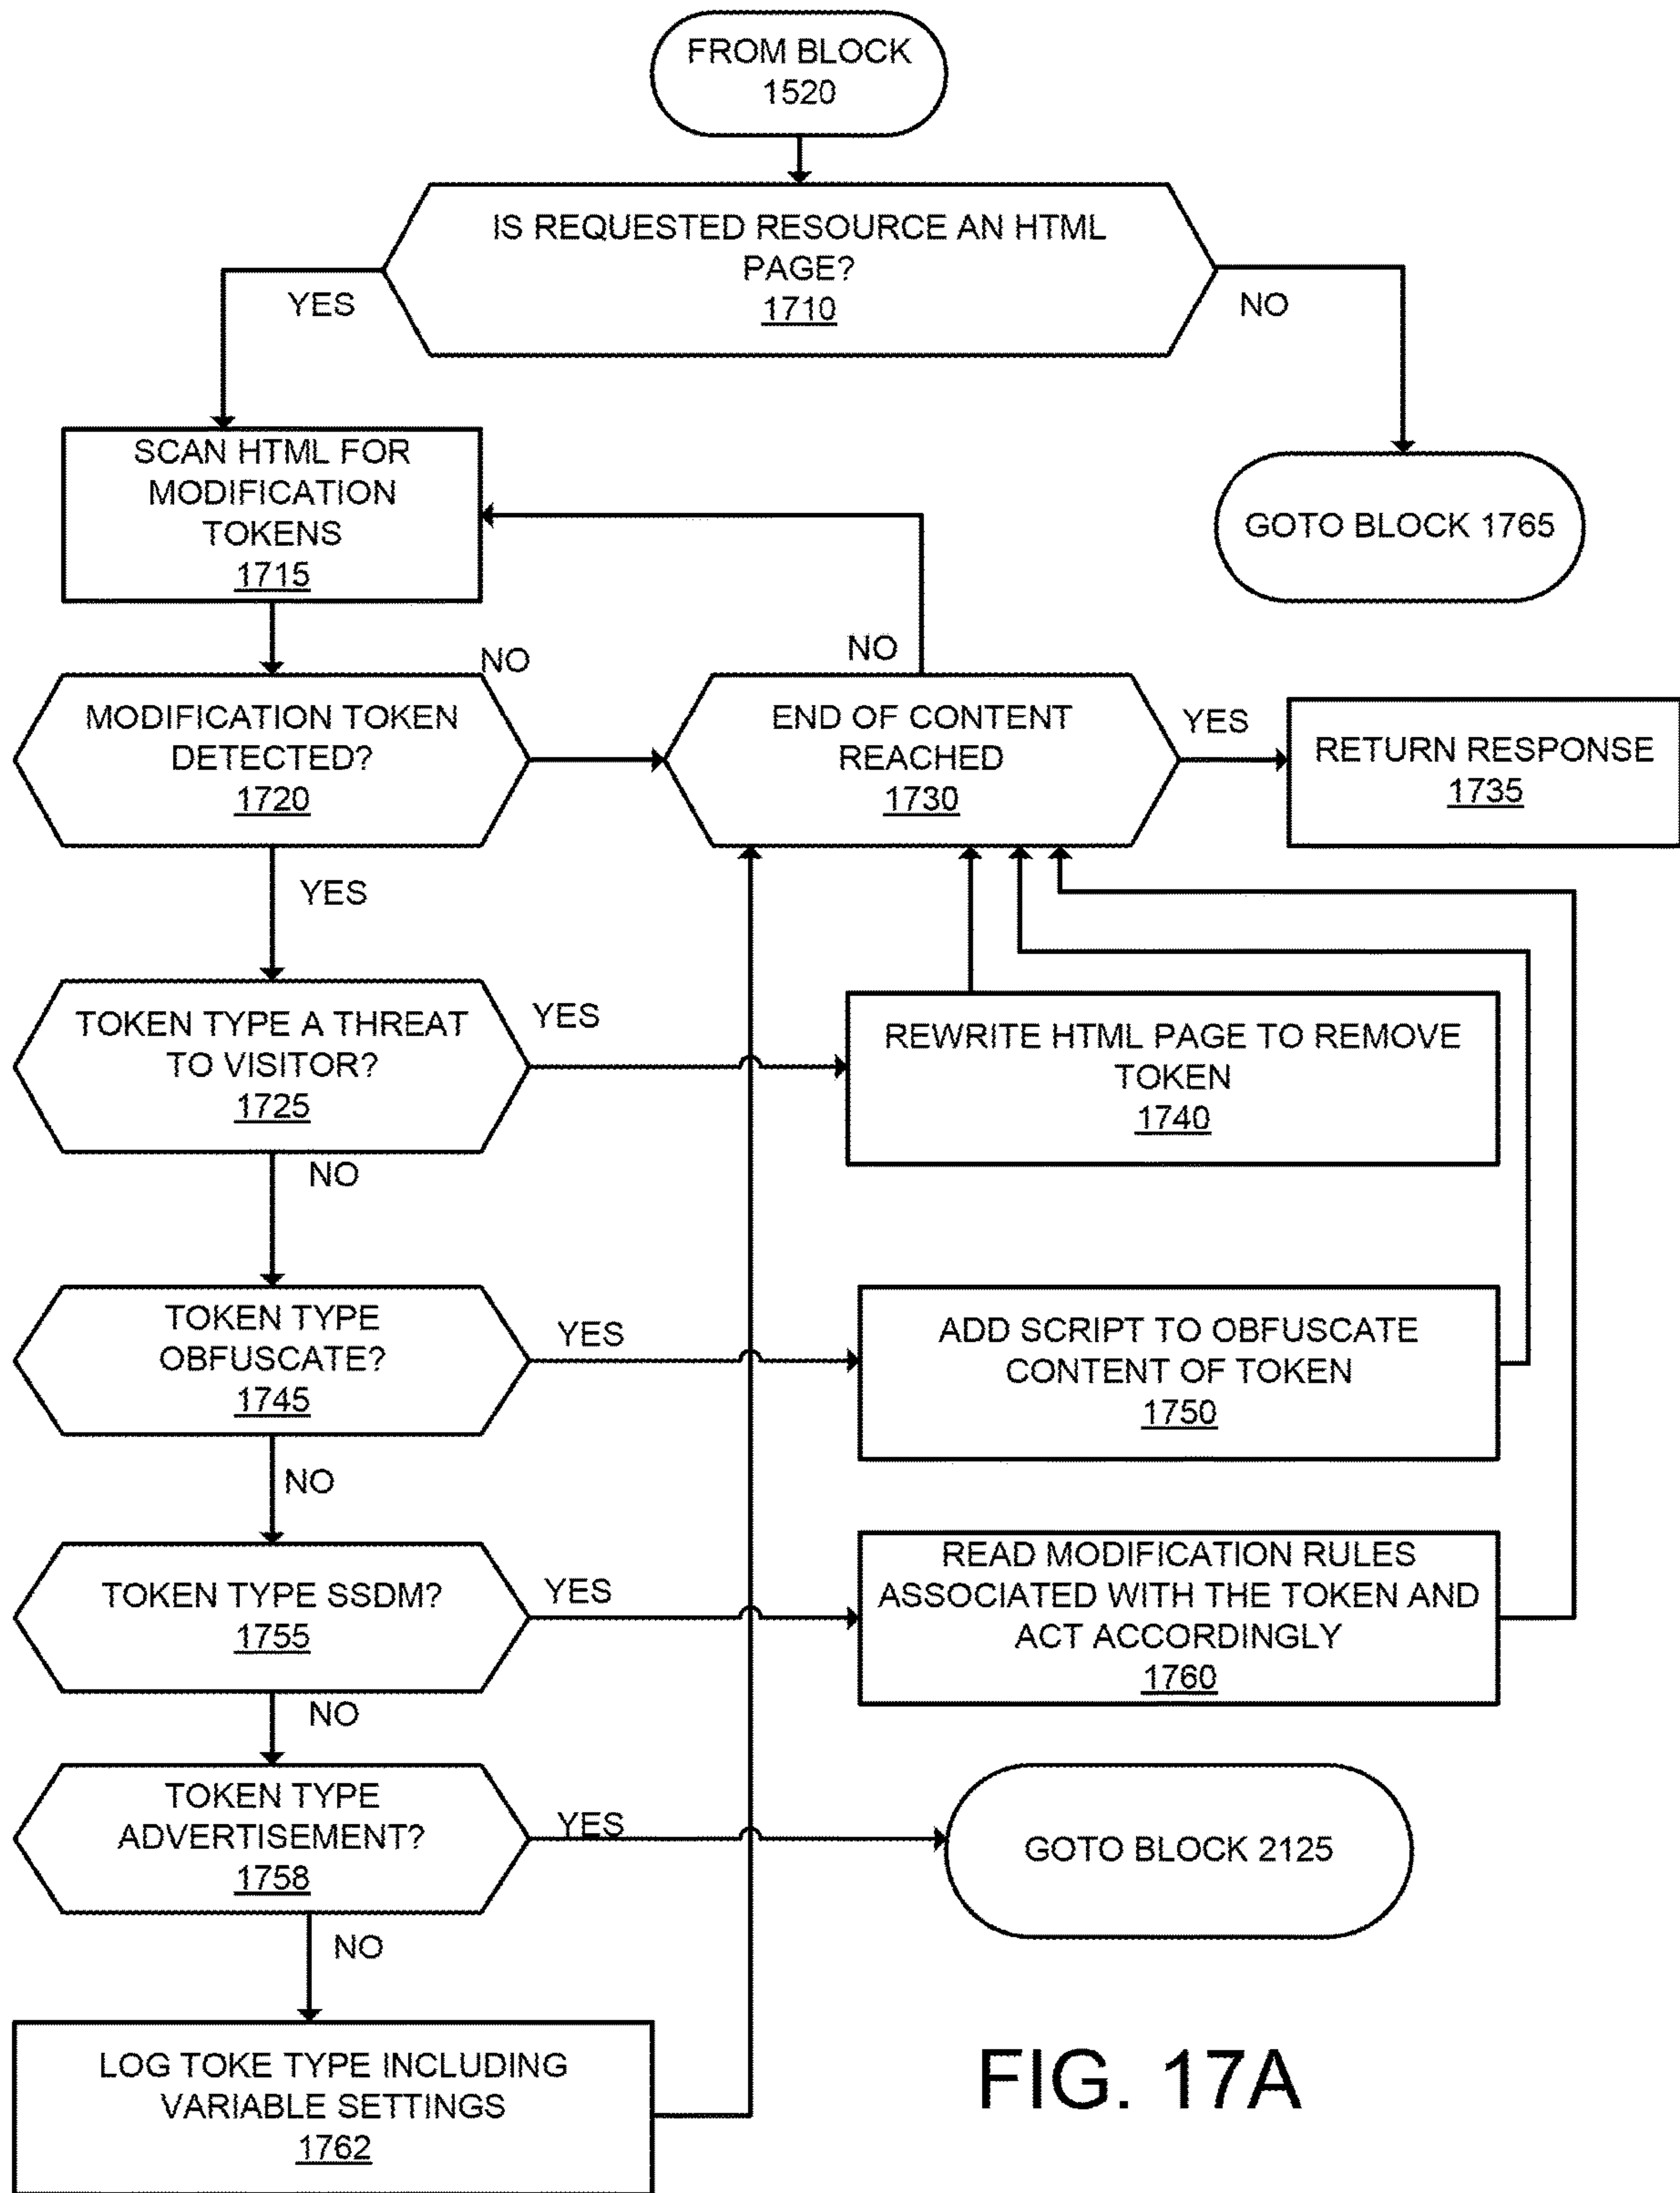 FROM BLOCK
1520
IS REQUESTED RESOURCE AN HTML
PAGE?
1710
YES
NO
SCAN HTML FOR
MODIFICATION
TOKENS
1715
GOTO BLOCK 1765
NO
NO
MODIFICATION TOKEN
DETECTED?
1720
END OF CONTENT
REACHED
1730
YES
RETURN RESPONSE
1735
YES
TOKEN TYPE A THREAT
TO VISITOR?
1725
YES
REWRITE HTML PAGE TO REMOVE
TOKEN
1740
NO
TOKEN TYPE
OBFUSCATE?
1745
YES
ADD SCRIPT TO OBFUSCATE
CONTENT OF TOKEN
1750
NO
TOKEN TYPE SSDM?
1755
YES
READ MODIFICATION RULES
ASSOCIATED WITH THE TOKEN AND
ACT ACCORDINGLY
1760
NO
TOKEN TYPE
ADVERTISEMENT?
1758
YES
GOTO BLOCK 2125
NO
LOG TOKE TYPE INCLUDING
VARIABLE SETTINGS
1762
FIG. 17A